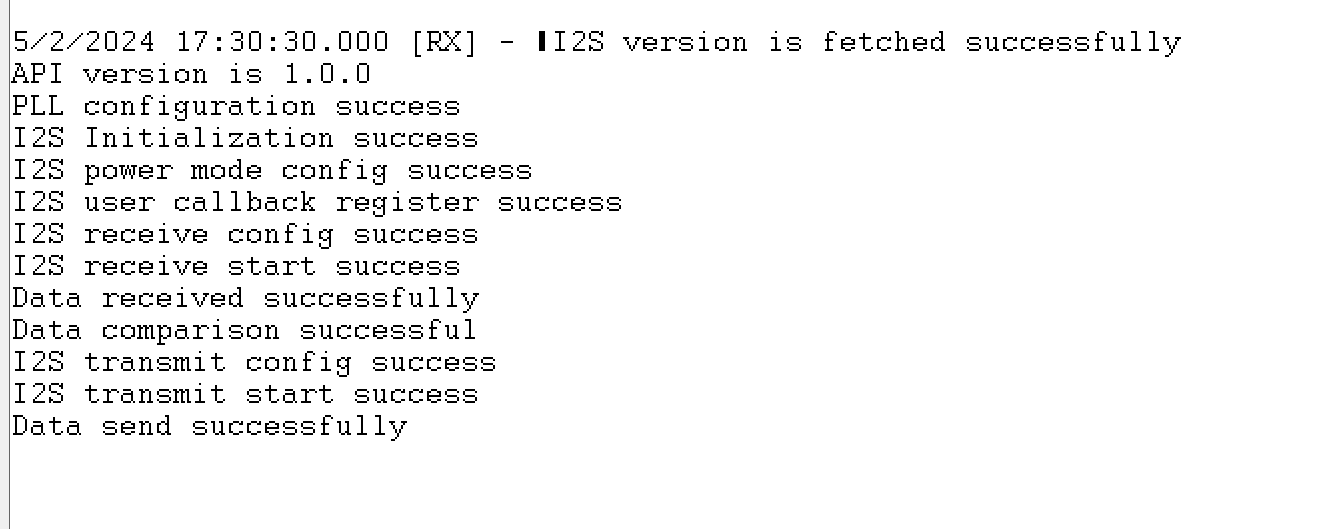 5/2/2024 17:30:30.000 [RX] - I2S version is fetched successfully
API version is 1.0.0
PLL configuration success
I2S Initialization success
I2S power mode config success
I2S user callback register success
I2S receive config success
I2S receive start success
Data received successfully
Data comparison successful
I2S transmit config success
I2S transmit start success
Data send successfully